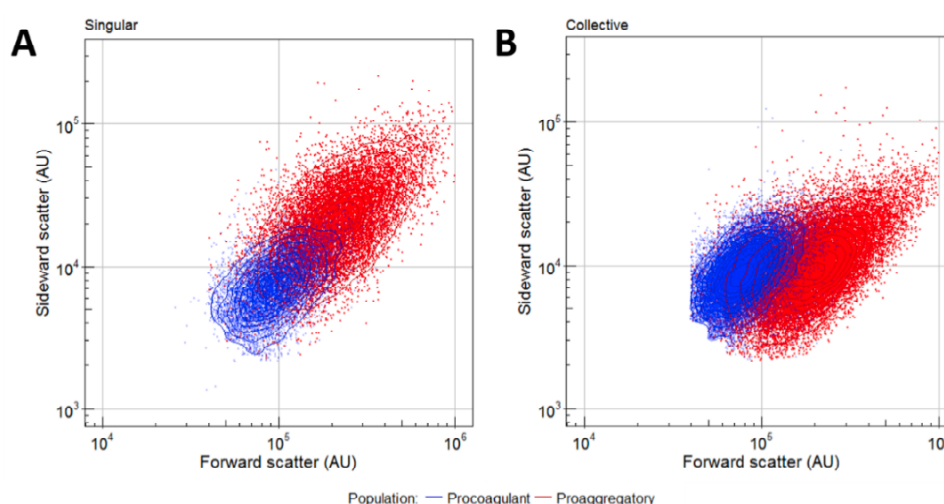 A
Singular
Sideward scatter (AU)
10^5
10^4
10^3
10^4
10^5
10^6
Forward scatter (AU)
B
Collective
Sideward scatter (AU)
10^5
10^4
10^3
10^4
10^5
10
Forward scatter (AU)
Population: Procoagulant Proaggregatory